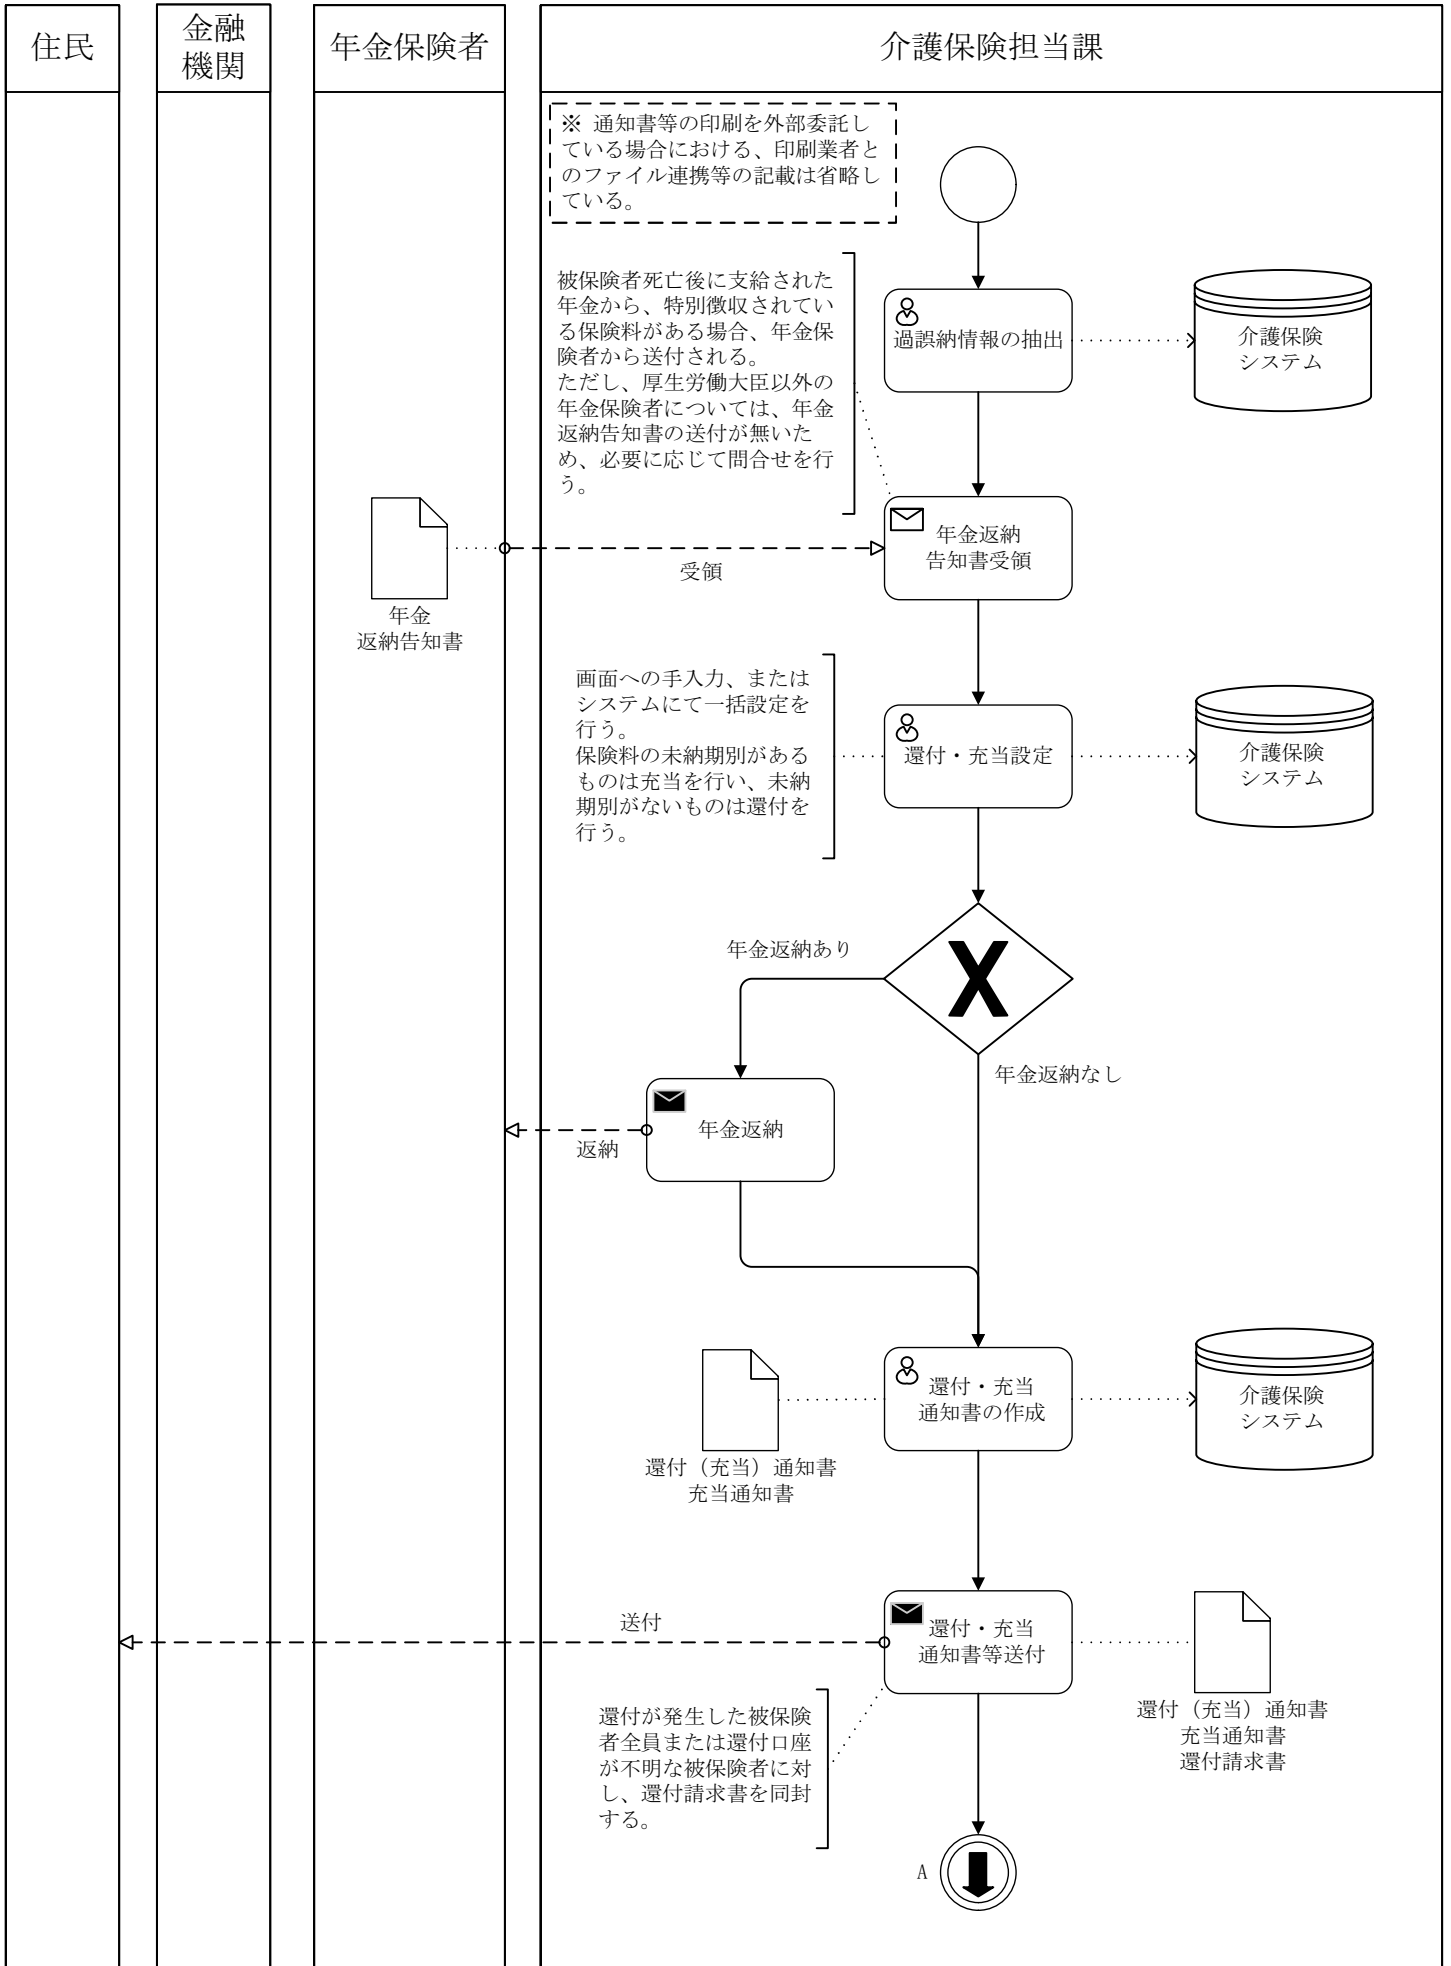 住民
金融
機関
年金保険者
介護保険担当課
※ 通知書等の印刷を外部委託し
ている場合における、印刷業者と
のファイル連携等の記載は省略し
ている。
被保険者死亡後に支給された
年金から、特別徴収されてい
る保険料がある場合、年金保
険者から送付される。
ただし、厚生労働大臣以外の
年金保険者については、年金
返納告知書の送付が無いた
め、必要に応じて問合せを行
う。
過誤納情報の抽出
介護保険
システム
年金返納
告知書受領
受領
年金
返納告知書
画面への手入力、または
システムにて一括設定を
行う。
保険料の未納期別がある
ものは充当を行い、未納
期別がないものは還付を
行う。
還付・充当設定
介護保険
システム
年金返納あり
X
年金返納なし
年金返納
返納
還付・充当
通知書の作成
介護保険
システム
還付（充当）通知書
充当通知書
送付
還付・充当
通知書等送付
還付（充当）通知書
充当通知書
還付請求書
還付が発生した被保険
者全員または還付口座
が不明な被保険者に対
し、還付請求書を同封
する。
A